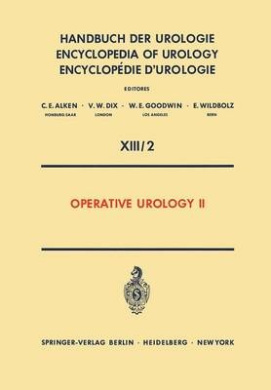 HANDBUCH DER UROLOGIE
ENCYCLOPEDIA OF UROLOGY
ENCYCLOPÉDIE D'UROLOGIE
EDITORES
C.E. ALKEN · V.W. DIX · W.E. GOODWIN · E. WILDBOLZ
HOMBURG-SAAR LONDON LOS ANGELES BERN
XIII/2
OPERATIVE UROLOGY II
SPRINGER-VERLAG BERLIN · HEIDELBERG · NEW YORK